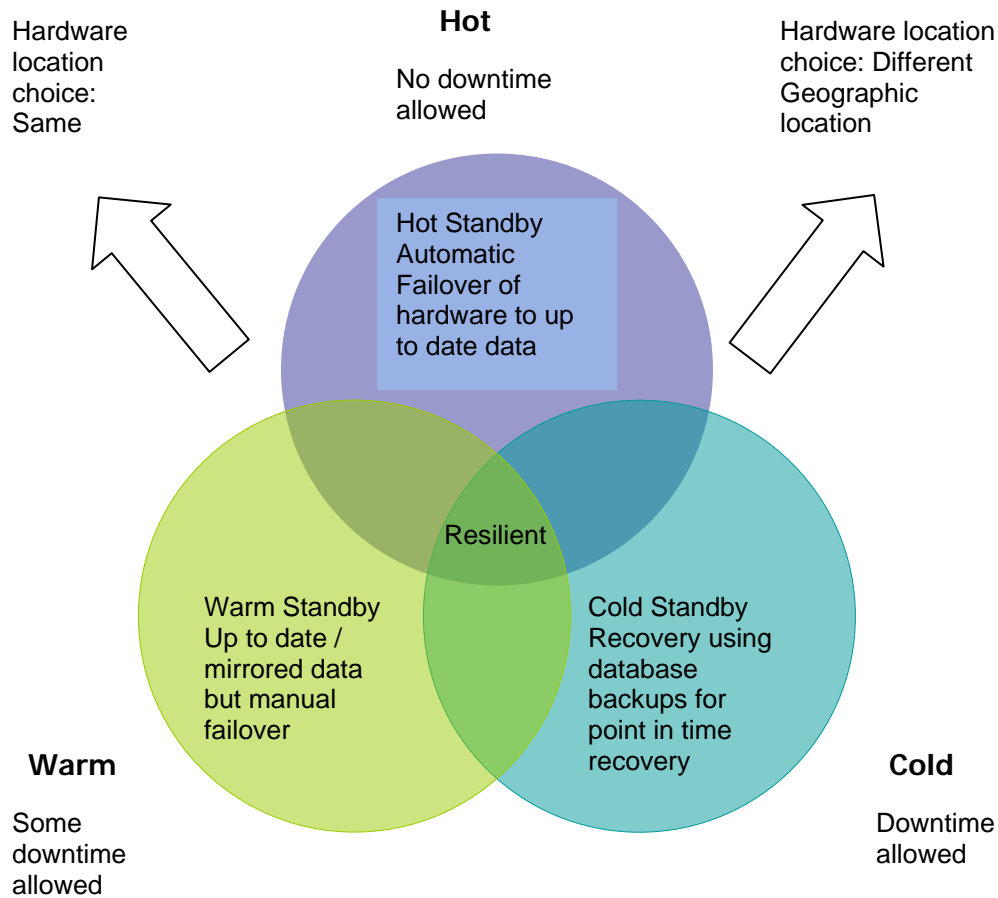 Hardware
location
choice:
Same
Hot
No downtime
allowed
Hardware location
choice: Different
Geographic
location
Hot Standby
Automatic
Failover of
hardware to up
to date data
Resilient
Warm Standby
Up to date /
mirrored data
but manual
failover
Cold Standby
Recovery using
database
backups for
point in time
recovery
Warm
Some
downtime
allowed
Cold
Downtime
allowed